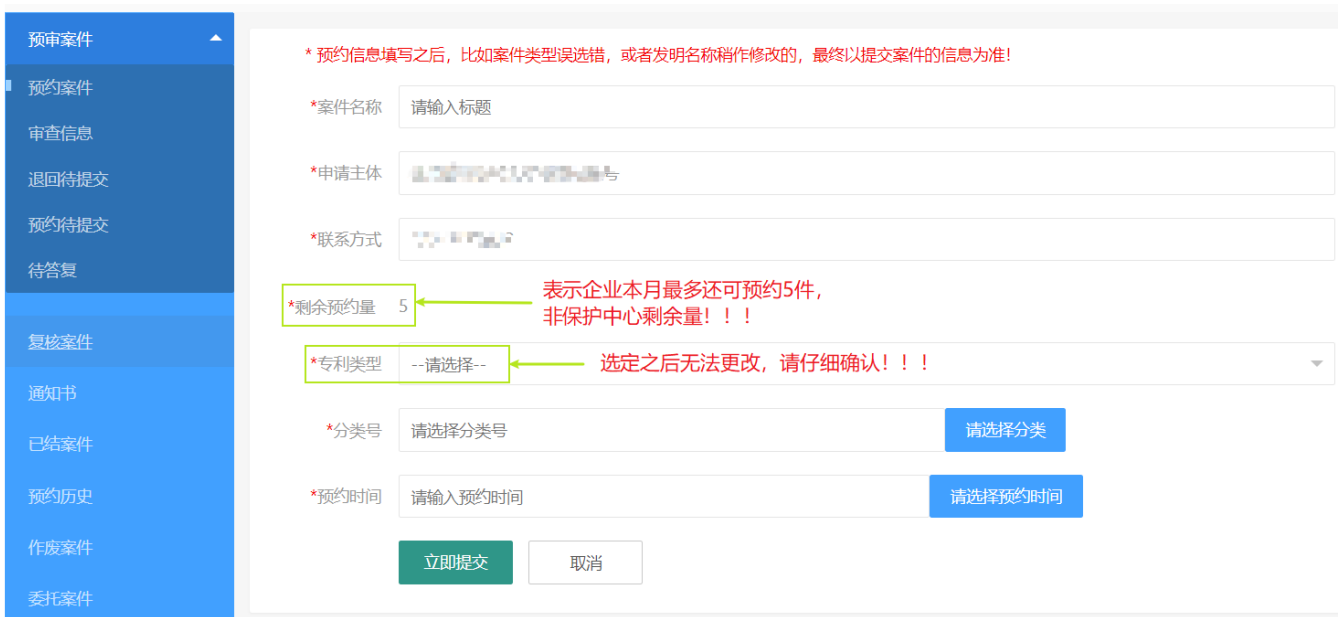 预审案件
预约案件
审查信息
退回待提交
预约待提交
待答复
复核案件
通知书
已结案件
预约历史
作废案件
委托案件
* 预约信息填写之后，比如案件类型误选错，或者发明名称稍作修改的，最终以提交案件的信息为准！
*案件名称 请输入标题
*申请主体
*联系方式
*剩余预约量 5
表示企业本月最多还可预约5件，
非保护中心剩余量！！！
*专利类型 --请选择-- 选定之后无法更改，请仔细确认！！！
*分类号 请选择分类号 请选择分类
*预约时间 请输入预约时间 请选择预约时间
立即提交 取消